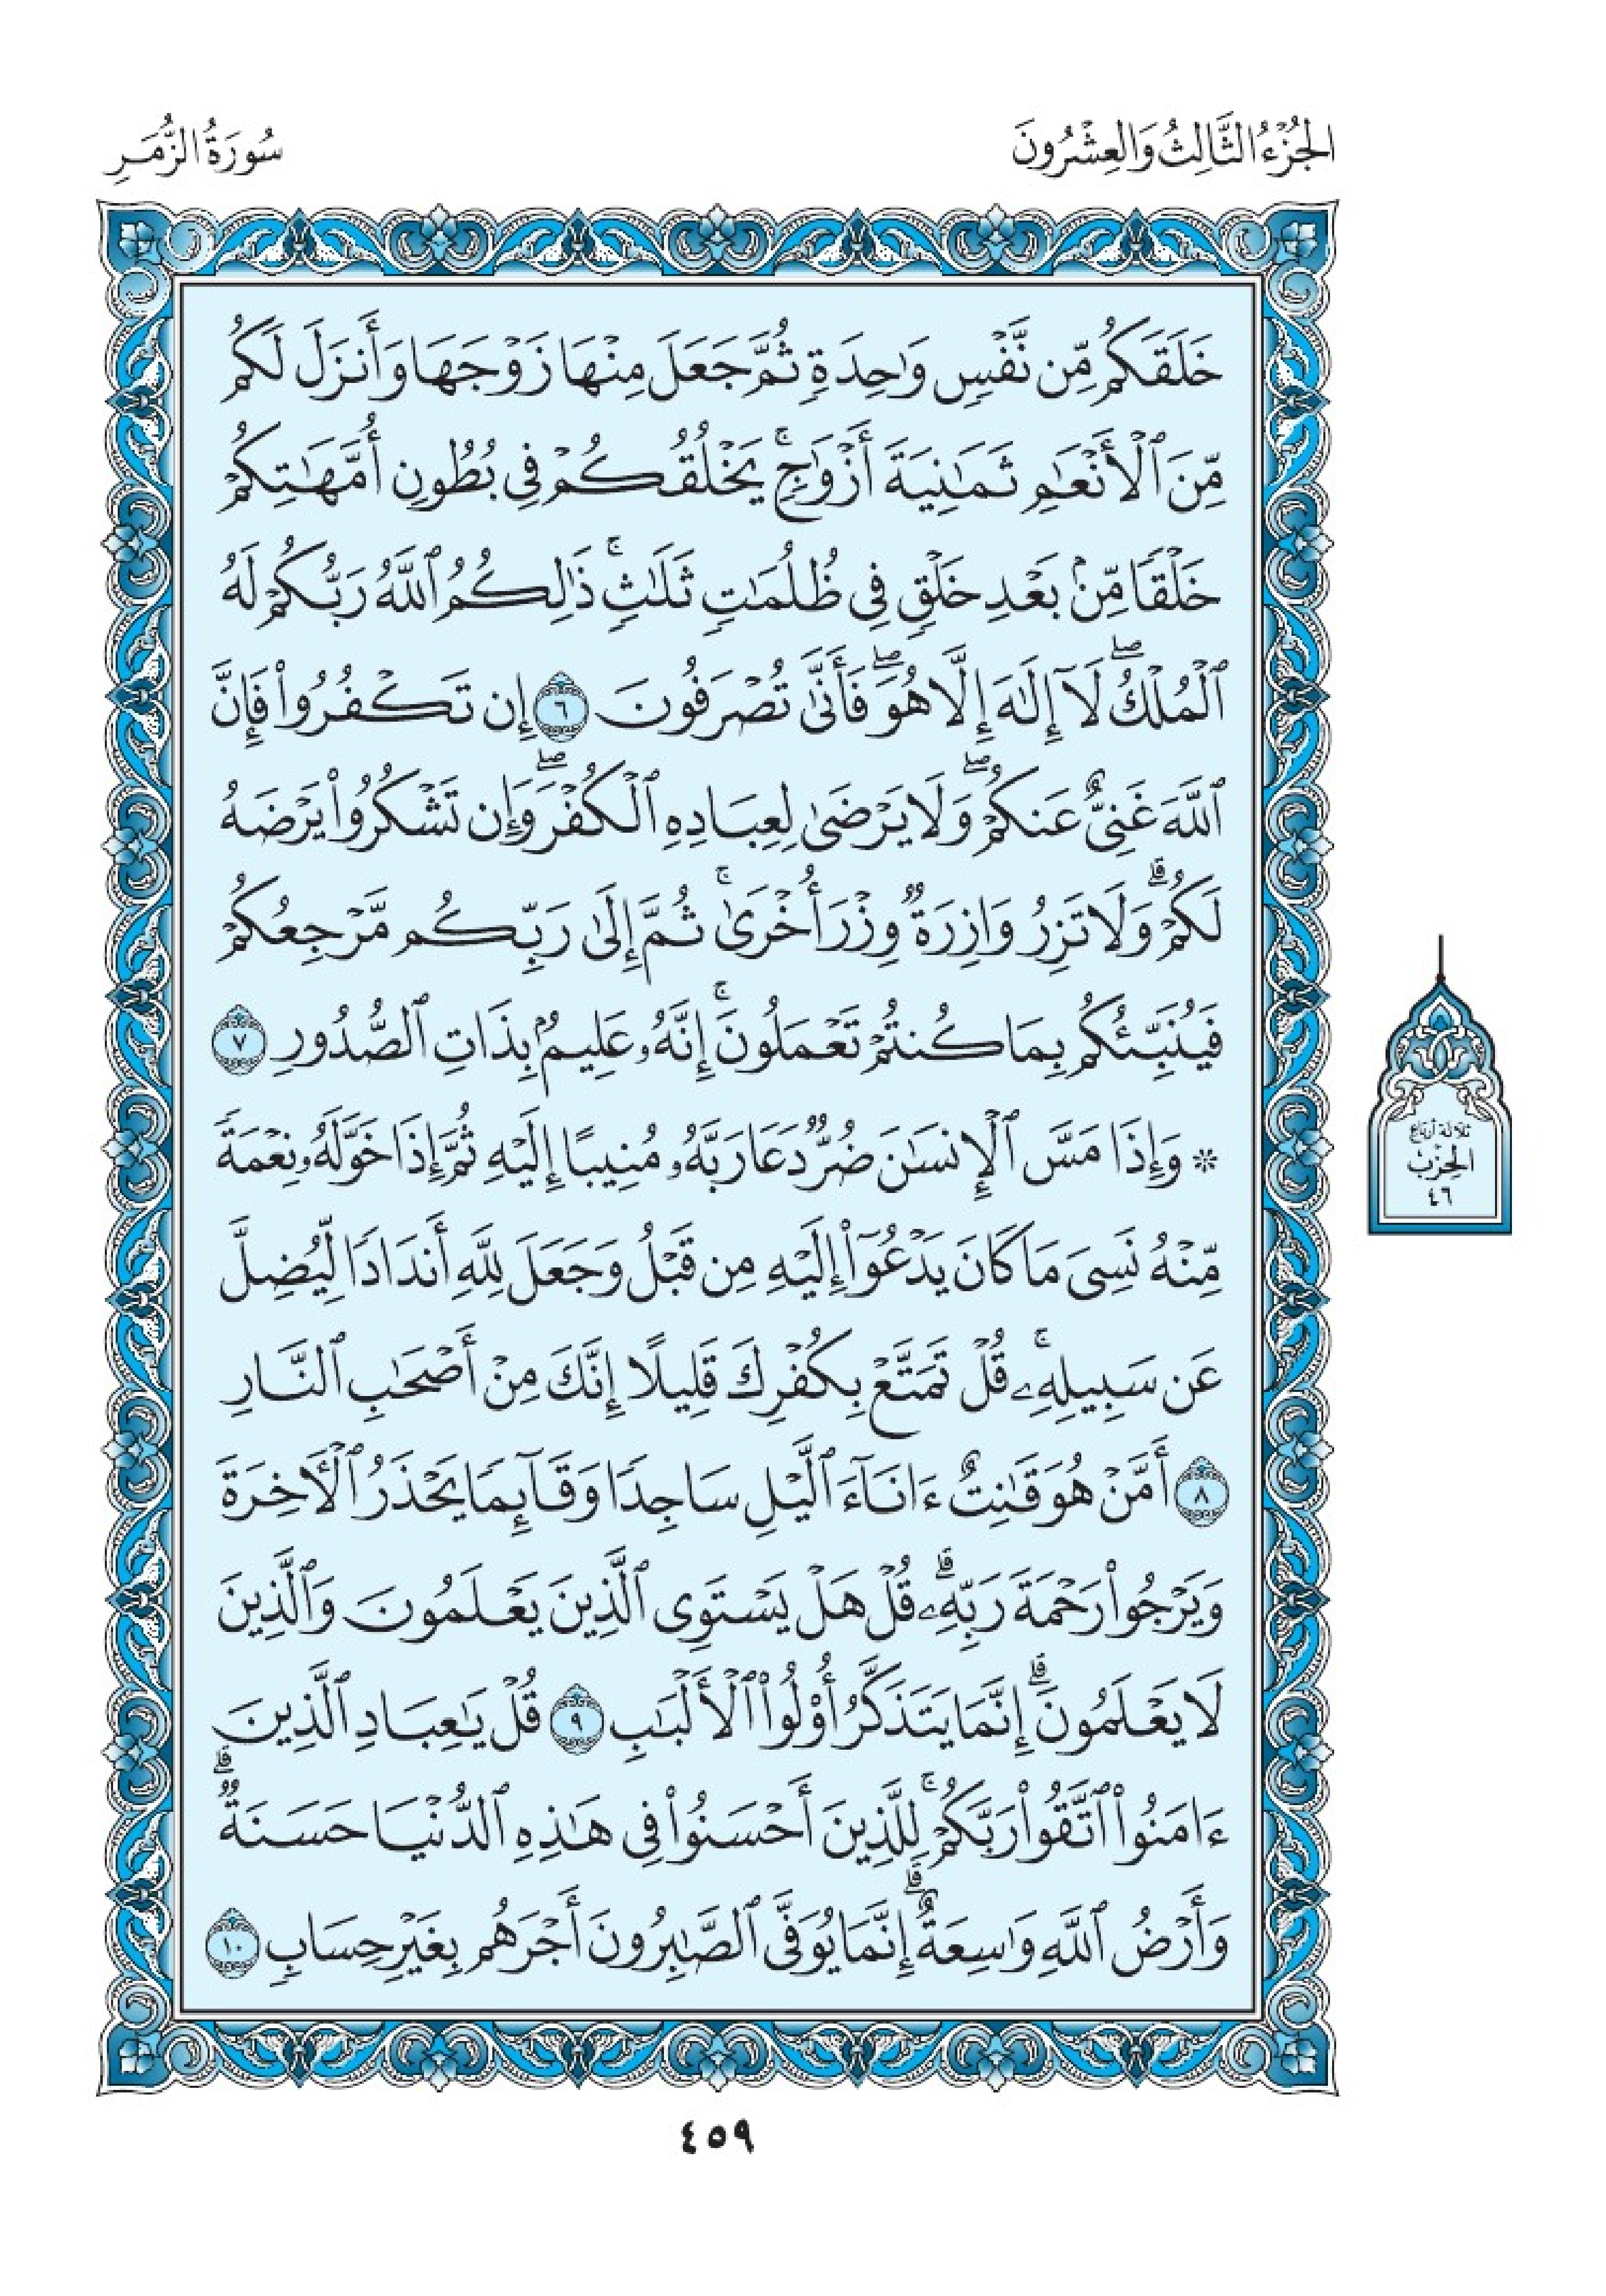 الجُزْءُ الثَّالِثُ وَالعِشْرُونَ
سُورَةُ الزُّمَرِ
خَلَقَكُم مِّن نَّفْسٖ وَٰحِدَةٖ ثُمَّ جَعَلَ مِنْهَا زَوْجَهَا وَأَنزَلَ لَكُم
مِّنَ ٱلْأَنْعَٰمِ ثَمَٰنِيَةَ أَزْوَٰجٖۚ يَخْلُقُكُمْ فِي بُطُونِ أُمَّهَٰتِكُمْ
خَلْقٗا مِّنۢ بَعْدِ خَلْقٖ فِي ظُلُمَٰتٖ ثَلَٰثٖۚ ذَٰلِكُمُ ٱللَّهُ رَبُّكُمْ لَهُ
ٱلْمُلْكُۖ لَآ إِلَٰهَ إِلَّا هُوَۖ فَأَنَّىٰ تُصْرَفُونَ ٦ إِن تَكْفُرُوا۟ فَإِنَّ
ٱللَّهَ غَنِيٌّ عَنكُمْۖ وَلَا يَرْضَىٰ لِعِبَادِهِ ٱلْكُفْرَۖ وَإِن تَشْكُرُوا۟ يَرْضَهُ
لَكُمْۗ وَلَا تَزِرُ وَازِرَةٞ وِزْرَ أُخْرَىٰۚ ثُمَّ إِلَىٰ رَبِّكُم مَّرْجِعُكُمْ
فَيُنَبِّئُكُم بِمَا كُنتُمْ تَعْمَلُونَۚ إِنَّهُۥ عَلِيمُۢ بِذَاتِ ٱلصُّدُورِ ٧
* وَإِذَا مَسَّ ٱلْإِنسَٰنَ ضُرّٞ دَعَا رَبَّهُۥ مُنِيبًا إِلَيْهِ ثُمَّ إِذَا خَوَّلَهُۥ نِعْمَةٗ
مِّنْهُ نَسِيَ مَا كَانَ يَدْعُوٓا۟ إِلَيْهِ مِن قَبْلُ وَجَعَلَ لِلَّهِ أَندَادٗا لِّيُضِلَّ
عَن سَبِيلِهِۦۚ قُلْ تَمَتَّعْ بِكُفْرِكَ قَلِيلًا إِنَّكَ مِنْ أَصْحَٰبِ ٱلنَّارِ
٨ أَمَّنْ هُوَ قَٰنِتٌ ءَانَآءَ ٱلَّيْلِ سَاجِدٗا وَقَآئِمٗا يَحْذَرُ ٱلْأٓخِرَةَ
وَيَرْجُوا۟ رَحْمَةَ رَبِّهِۦۗ قُلْ هَلْ يَسْتَوِي ٱلَّذِينَ يَعْلَمُونَ وَٱلَّذِينَ
لَا يَعْلَمُونَۗ إِنَّمَا يَتَذَكَّرُ أُو۟لُوا۟ ٱلْأَلْبَٰبِ ٩ قُلْ يَٰعِبَادِ ٱلَّذِينَ
ءَامَنُوا۟ ٱتَّقُوا۟ رَبَّكُمْۚ لِلَّذِينَ أَحْسَنُوا۟ فِي هَٰذِهِ ٱلدُّنْيَا حَسَنَةٞۗ
وَأَرْضُ ٱللَّهِ وَٰسِعَةٌۗ إِنَّمَا يُوَفَّى ٱلصَّٰبِرُونَ أَجْرَهُم بِغَيْرِ حِسَابٖ ١٠
ثلاثة أرباع
الحِزْب
٤٦
٤٥٩